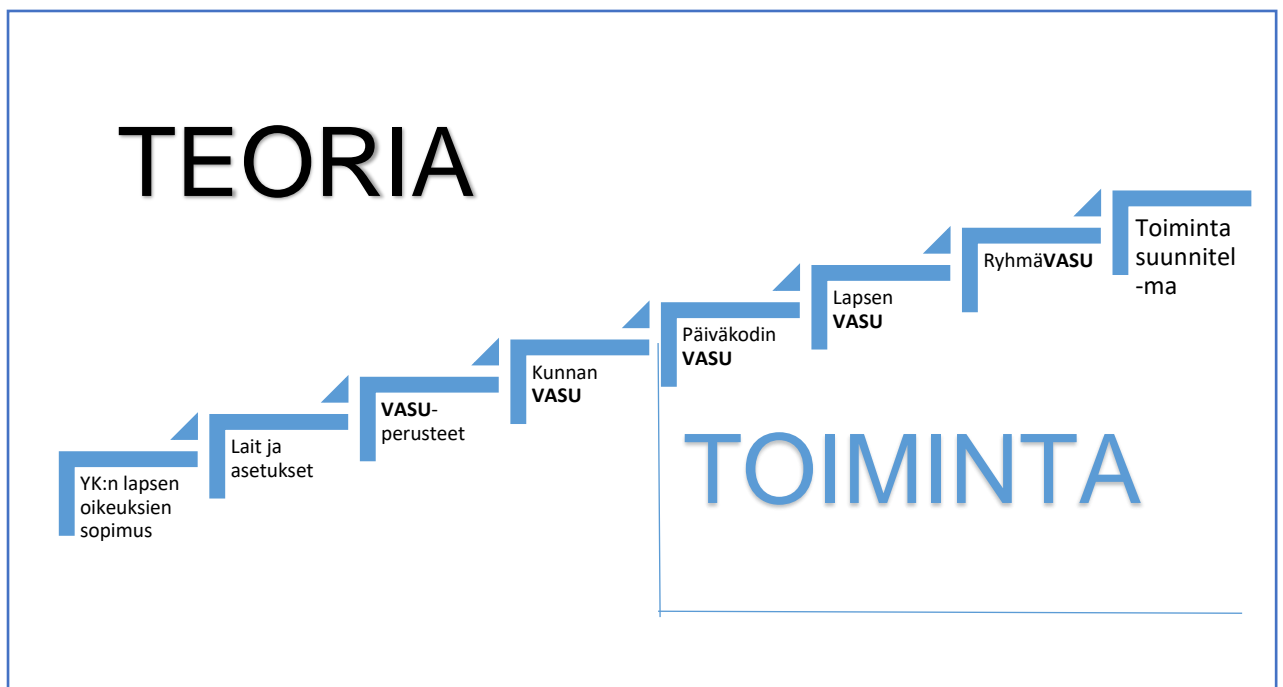 TEORIA
YK:n lapsen
oikeuksien
sopimus
Lait ja
asetukset
VASU-
perusteet
Kunnan
VASU
Päiväkodin
VASU
Lapsen
VASU
RyhmäVASU
Toiminta
suunnitel
-ma
TOIMINTA